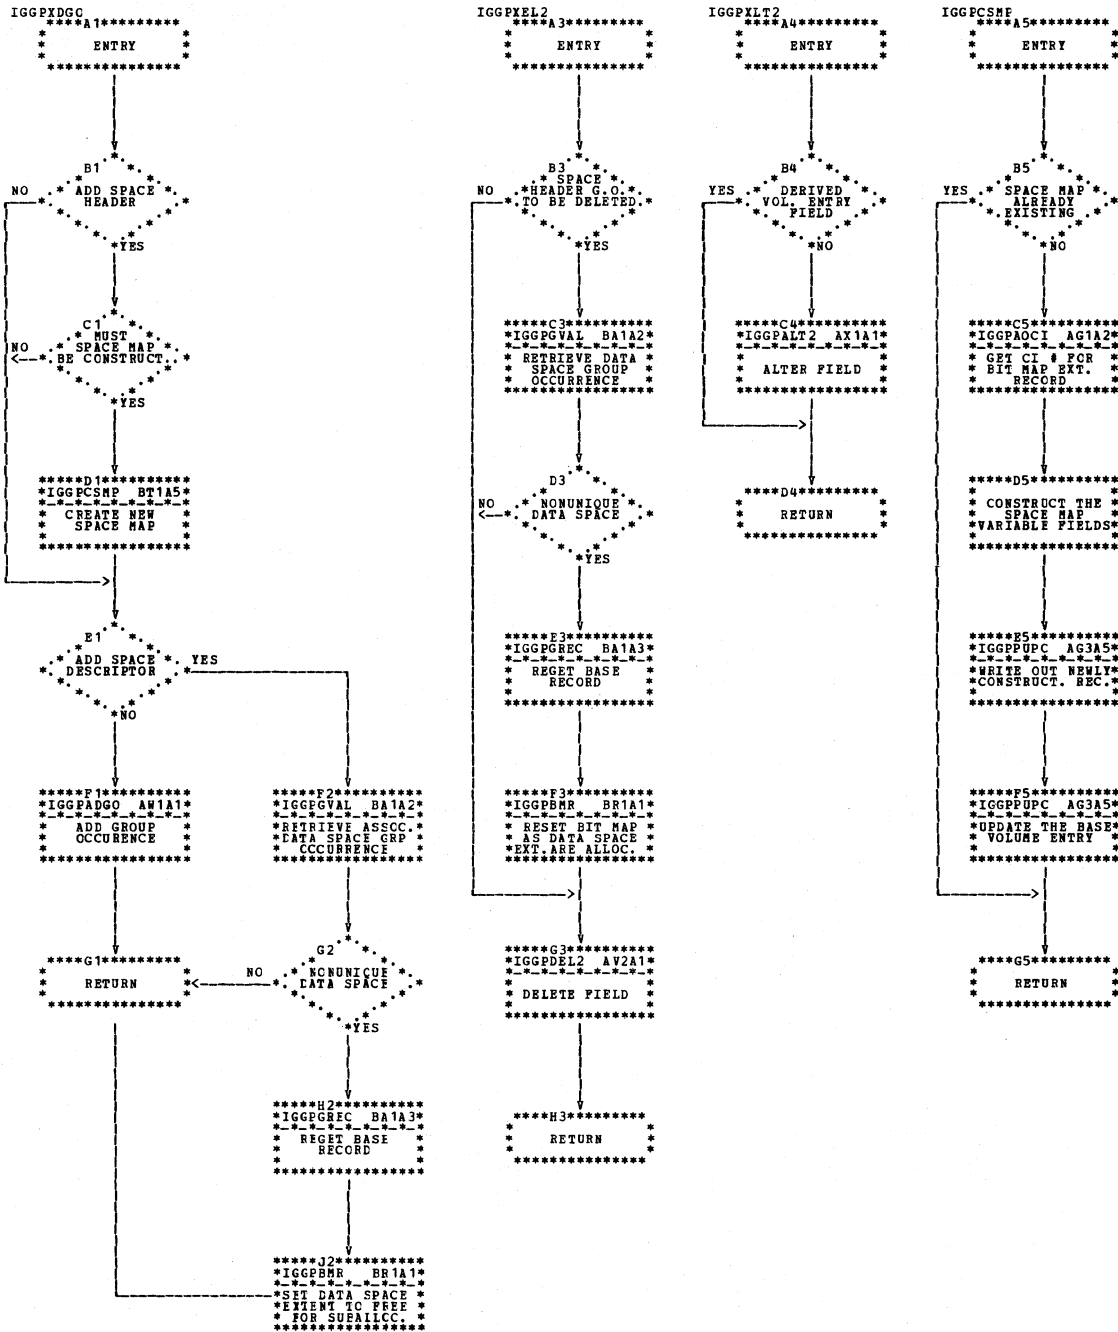 IGGPXDGO
A1
ENTRY
B1
ADD SPACE
HEADER
NO
YES
C1
MUST
SPACE MAP
BE CONSTRUCT.
NO
YES
D1
IGGPCSMP BT1A5
CREATE NEW
SPACE MAP
E1
ADD SPACE
DESCRIPTOR
YES
NO
F1
IGGPADGO AW1A1
ADD GROUP
OCCURENCE
G1
RETURN
F2
IGGPGVAL BA1A2
RETRIEVE ASSCC.
DATA SPACE GRP
CCCURRENCE
G2
NONUNIQUE
DATA SPACE
NO
YES
H2
IGGPGREC BA1A3
REGET BASE
RECORD
J2
IGGPBMR BR1A1
SET DATA SPACE
EXTENT TO FREE
FOR SUBAILCC.
IGGPXEL2
A3
ENTRY
B3
SPACE
HEADER G.O.
TO BE DELETED
NO
YES
C3
IGGPGVAL BA1A2
RETRIEVE DATA
SPACE GROUP
OCCURRENCE
D3
NONUNIQUE
DATA SPACE
NO
YES
E3
IGGPGREC BA1A3
REGET BASE
RECORD
F3
IGGPBMR BR1A1
RESET BIT MAP
AS DATA SPACE
EXT.ARE ALLOC.
G3
IGGPDEL2 AV2A1
DELETE FIELD
H3
RETURN
IGGPXLT2
A4
ENTRY
B4
DERIVED
VOL. ENTRY
FIELD
YES
NO
C4
IGGPALT2 AX1A1
ALTER FIELD
D4
RETURN
IGGPCSMP
A5
ENTRY
B5
SPACE MAP
ALREADY
EXISTING
YES
NO
C5
IGGPAOCI AG1A2
GET CI # FOR
BIT MAP EXT.
RECORD
D5
CONSTRUCT THE
SPACE MAP
VARIABLE FIELDS
E5
IGGPPUPC AG3A5
WRITE OUT NEWLY
CONSTRUCT. REC.
F5
IGGPPUPC AG3A5
UPDATE THE BASE
VOLUME ENTRY
G5
RETURN